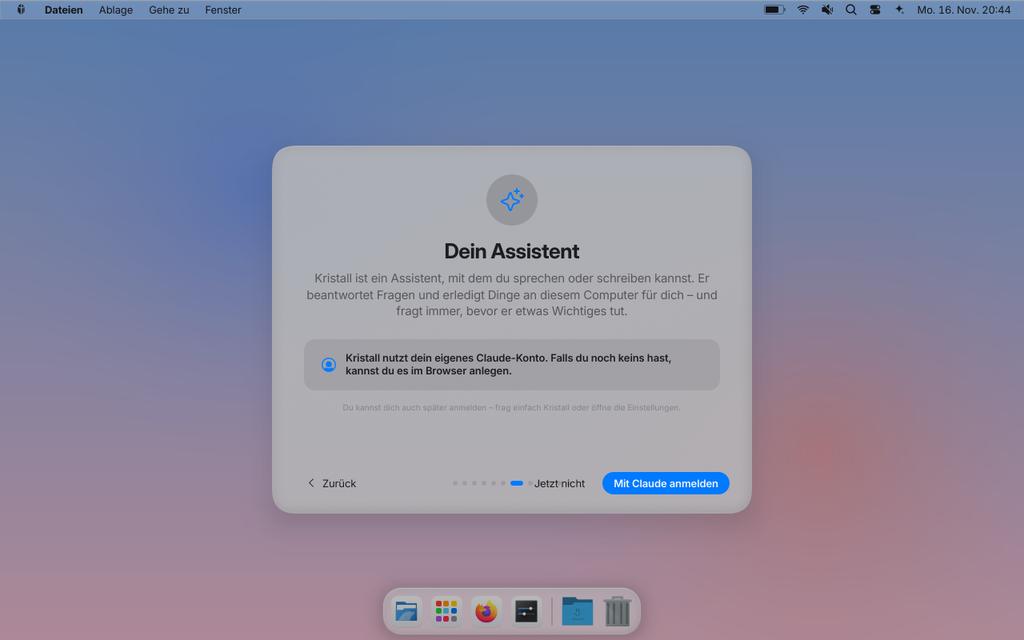 Dateien Ablage Gehe zu Fenster Mo. 16. Nov. 20:44
Dein Assistent
Kristall ist ein Assistent, mit dem du sprechen oder schreiben kannst. Er
beantwortet Fragen und erledigt Dinge an diesem Computer für dich – und
fragt immer, bevor er etwas Wichtiges tut.
Kristall nutzt dein eigenes Claude-Konto. Falls du noch keins hast,
kannst du es im Browser anlegen.
Du kannst dich auch später anmelden – frag einfach Kristall oder öffne die Einstellungen.
Zurück Jetzt nicht Mit Claude anmelden